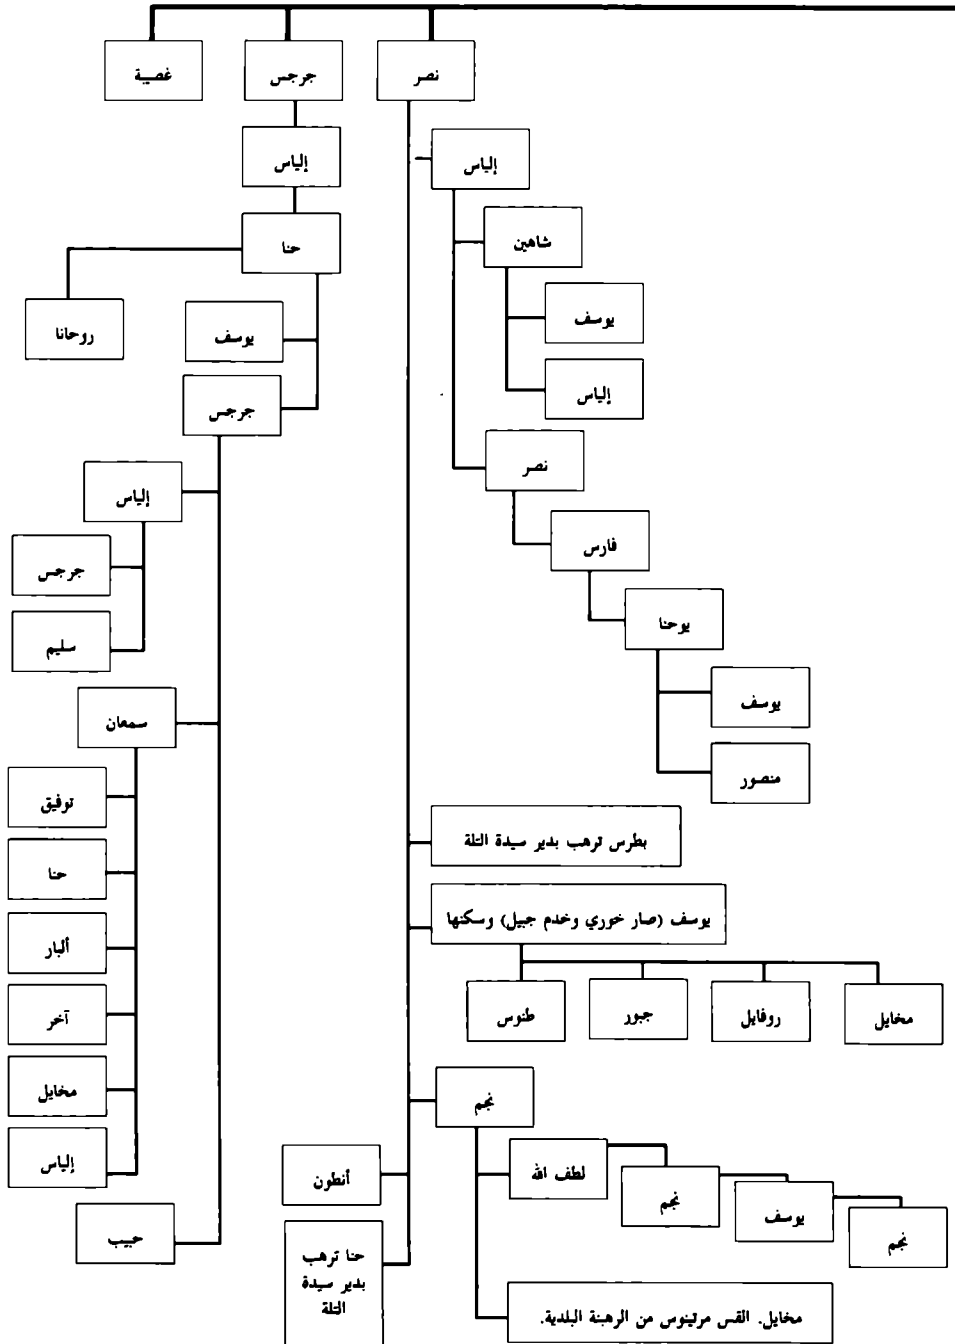 نصر
جرجس
غصيبة
إلياس
إلياس
شاهين
حنا
يوسف
روحانا
يوسف
إلياس
جرجس
نصر
إلياس
فارس
جرجس
يوحنا
سليم
يوسف
سمعان
منصور
توفيق
بطرس ترهب بدير سيدة التلة
حنا
يوسف (صار خوري وخدم جبيل) وسكنها
ألبار
مخايل
روفايل
جبور
طنوس
آخر
مخايل
نجم
إلياس
أنطون
لطف الله
نجم
يوسف
نجم
حبيب
حنا ترهب
بدير سيدة
التلة
مخايل. القس مرتينوس من الرهبنة البلدية.